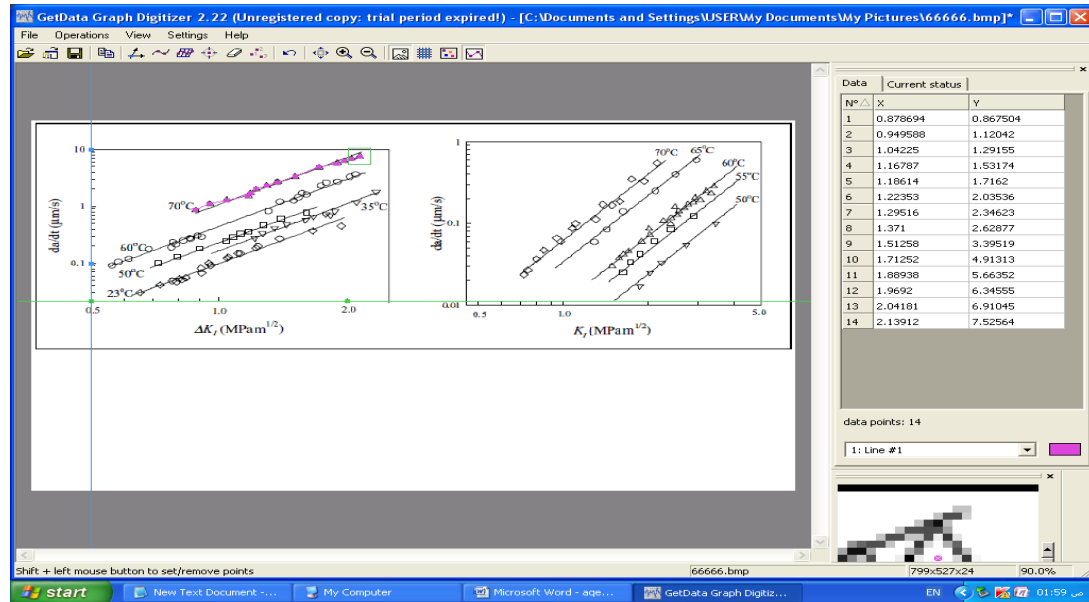 GetData Graph Digitizer 2.22 (Unregistered copy: trial period expired!) - [C:\Documents and Settings\USER\My Documents\My Pictures\66666.bmp]*
File Operations View Settings Help
Data Current status
N° X Y
1 0.878694 0.867504
2 0.949588 1.12042
3 1.04225 1.29155
4 1.16787 1.53174
5 1.18614 1.7162
6 1.22353 2.03536
7 1.29516 2.34623
8 1.371 2.62877
9 1.51258 3.39519
10 1.71252 4.91313
11 1.88938 5.66352
12 1.9692 6.34555
13 2.04181 6.91045
14 2.13912 7.52564
data points: 14
1: Line #1
10
1
0.1
da/dt (μm/s)
70°C
60°C
50°C
23°C
35°C
0.5 1.0 2.0
ΔK_I (MPam^1/2)
1
0.1
0.01
da/dt (μm/s)
70°C
65°C
60°C
55°C
50°C
0.5 1.0 5.0
K_I (MPam^1/2)
Shift + left mouse button to set/remove points
66666.bmp
799x527x24
90.0%
start
New Text Document -...
My Computer
Microsoft Word - aqe...
GetData Graph Digitiz...
EN
01:59 ص